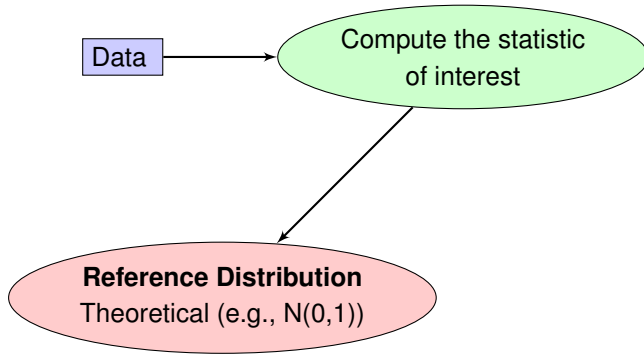 Data
Compute the statistic
of interest
Reference Distribution
Theoretical (e.g., N(0,1))